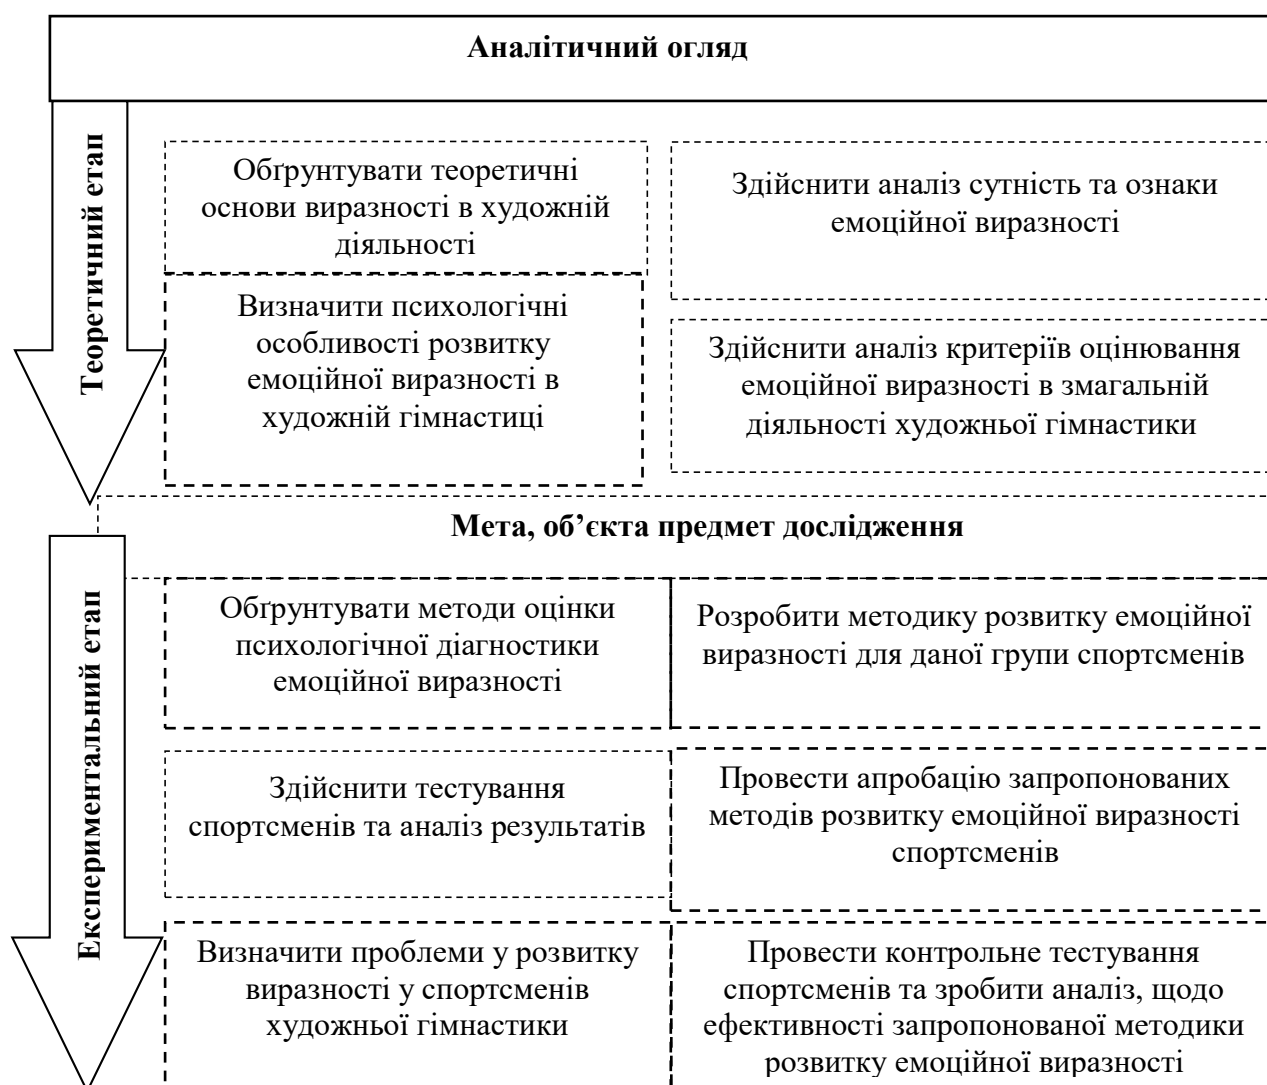 Аналітичний огляд
Теоретичний етап
Обґрунтувати теоретичні
основи виразності в художній
діяльності
Здійснити аналіз сутність та ознаки
емоційної виразності
Визначити психологічні
особливості розвитку
емоційної виразності в
художній гімнастиці
Здійснити аналіз критеріїв оцінювання
емоційної виразності в змагальній
діяльності художньої гімнастики
Мета, об’єкта предмет дослідження
Експериментальний етап
Обґрунтувати методи оцінки
психологічної діагностики
емоційної виразності
Розробити методику розвитку емоційної
виразності для даної групи спортсменів
Здійснити тестування
спортсменів та аналіз результатів
Провести апробацію запропонованих
методів розвитку емоційної виразності
спортсменів
Визначити проблеми у розвитку
виразності у спортсменів
художньої гімнастики
Провести контрольне тестування
спортсменів та зробити аналіз, щодо
ефективності запропонованої методики
розвитку емоційної виразності